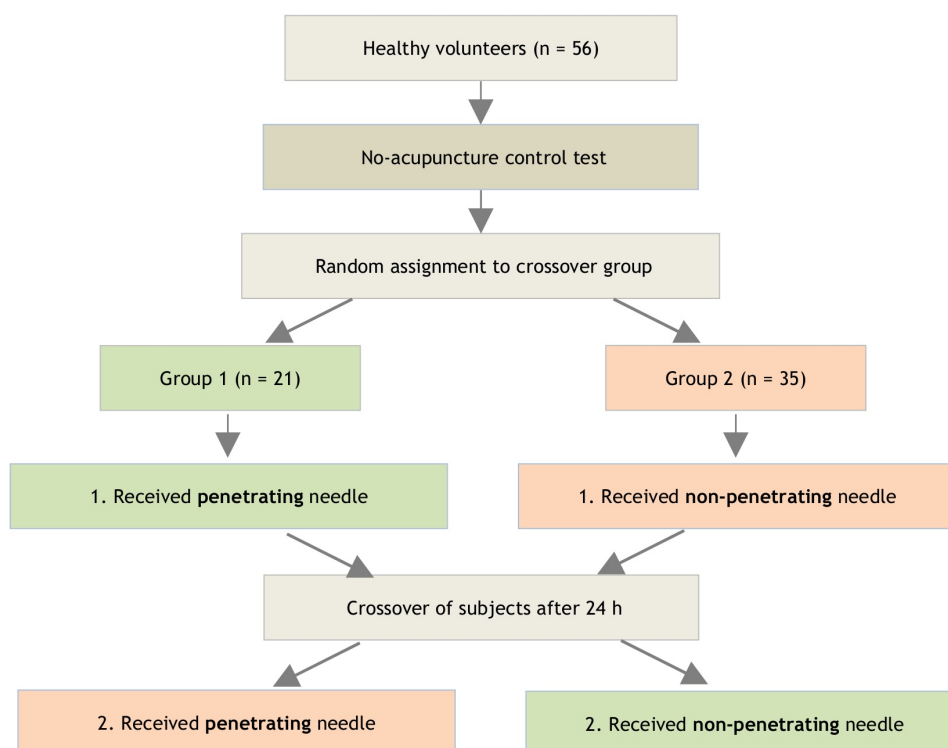 Healthy volunteers (n = 56)
No-acupuncture control test
Random assignment to crossover group
Group 1 (n = 21)
Group 2 (n = 35)
1. Received penetrating needle
1. Received non-penetrating needle
Crossover of subjects after 24 h
2. Received penetrating needle
2. Received non-penetrating needle